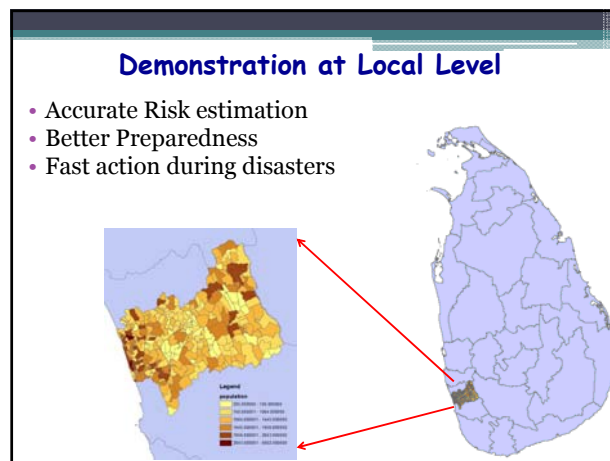 Demonstration at Local Level
• Accurate Risk estimation
• Better Preparedness
• Fast action during disasters
Legend
population